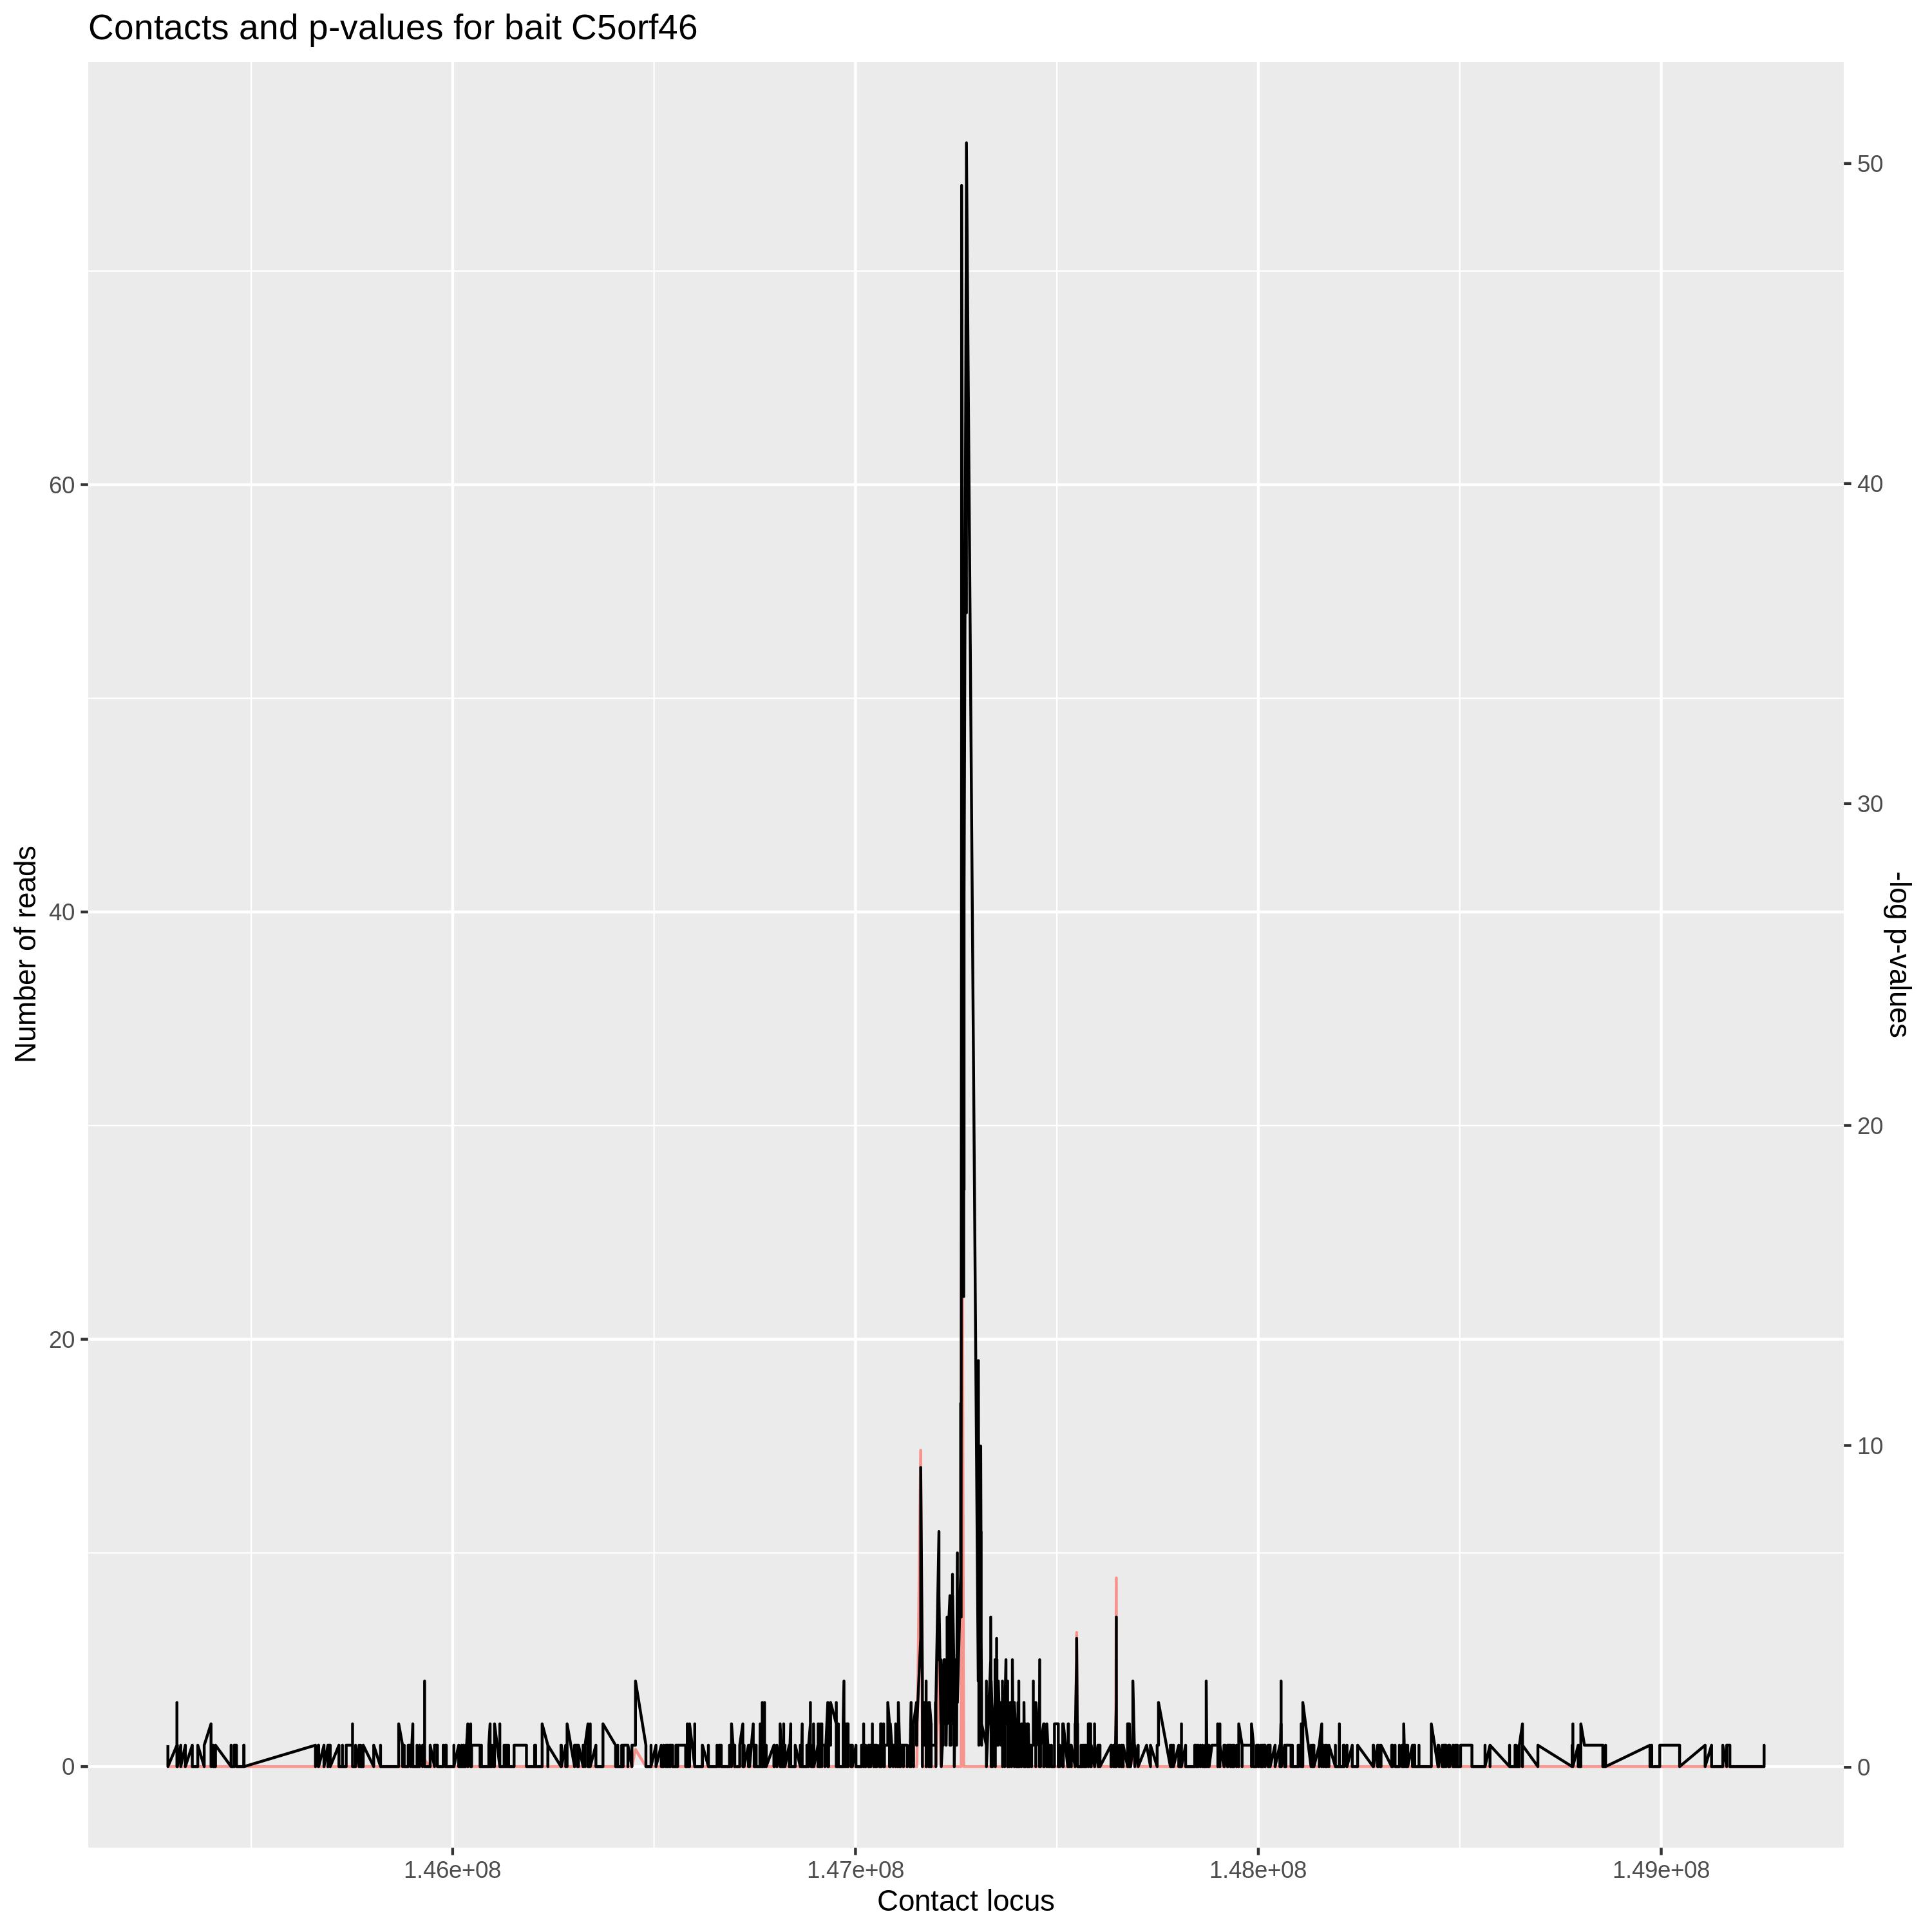 Contacts and p-values for bait C5orf46
Number of reads
60
40
20
0
50
40
30
20
10
0
-log p-values
1.46e+08
1.47e+08
1.48e+08
1.49e+08
Contact locus